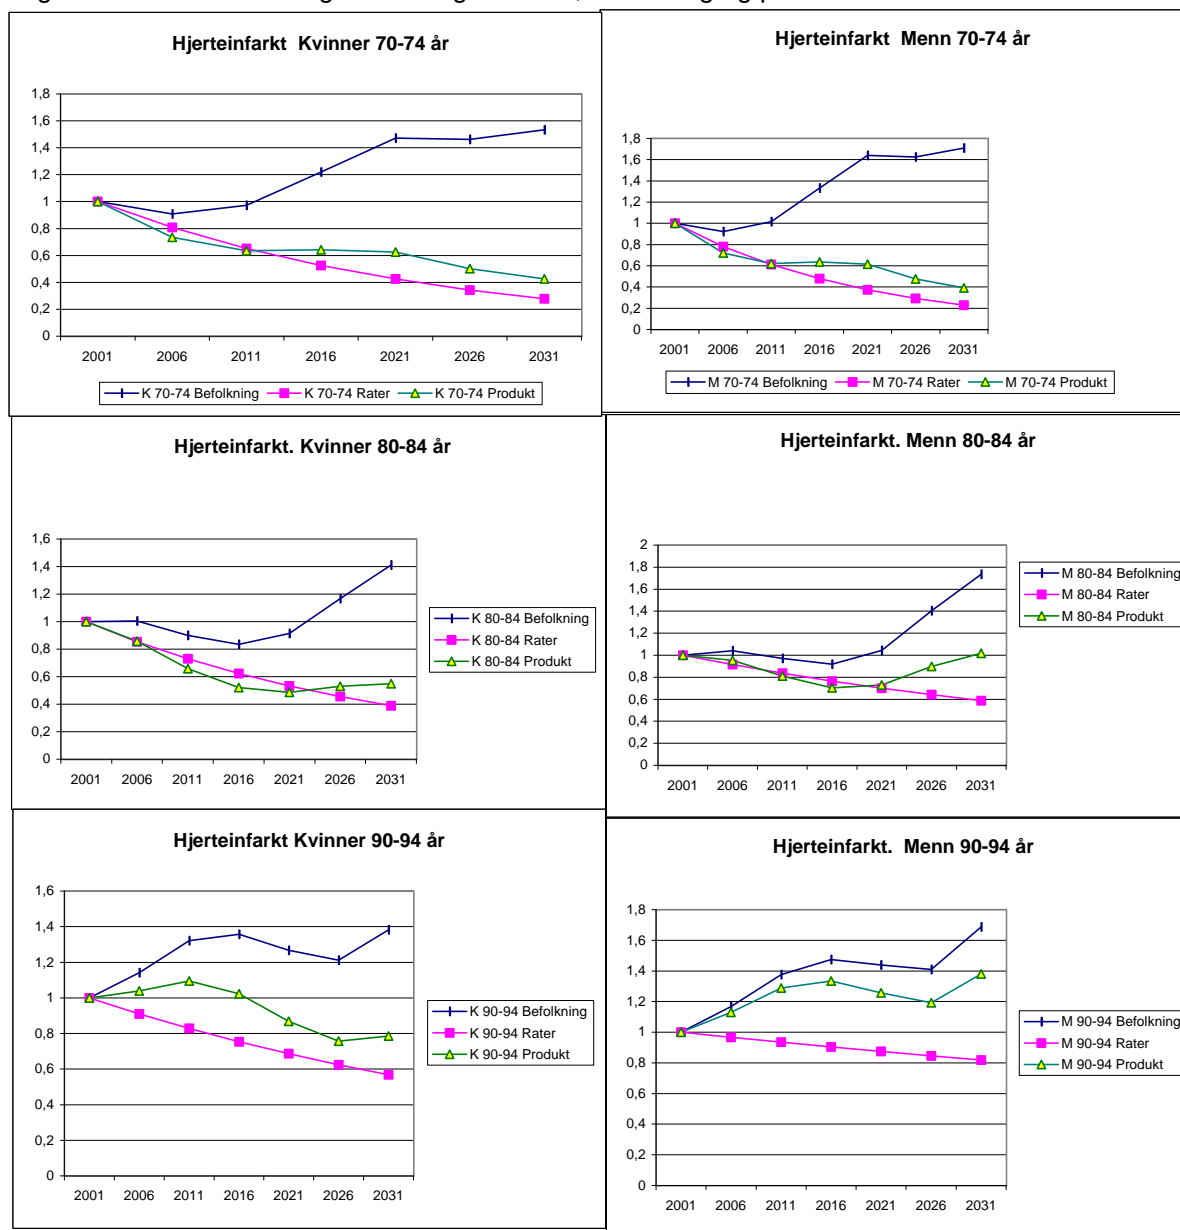 Hjerteinfarkt Kvinner 70-74 år
1,8
1,6
1,4
1,2
1
0,8
0,6
0,4
0,2
0
2001 2006 2011 2016 2021 2026 2031
K 70-74 Befolkning K 70-74 Rater K 70-74 Produkt
Hjerteinfarkt Menn 70-74 år
1,8
1,6
1,4
1,2
1
0,8
0,6
0,4
0,2
0
2001 2006 2011 2016 2021 2026 2031
M 70-74 Befolkning M 70-74 Rater M 70-74 Produkt
Hjerteinfarkt. Kvinner 80-84 år
1,6
1,4
1,2
1
0,8
0,6
0,4
0,2
0
2001 2006 2011 2016 2021 2026 2031
K 80-84 Befolkning
K 80-84 Rater
K 80-84 Produkt
Hjerteinfarkt. Menn 80-84 år
2
1,8
1,6
1,4
1,2
1
0,8
0,6
0,4
0,2
0
2001 2006 2011 2016 2021 2026 2031
M 80-84 Befolkning
M 80-84 Rater
M 80-84 Produkt
Hjerteinfarkt Kvinner 90-94 år
1,6
1,4
1,2
1
0,8
0,6
0,4
0,2
0
2001 2006 2011 2016 2021 2026 2031
K 90-94 Befolkning
K 90-94 Rater
K 90-94 Produkt
Hjerteinfarkt. Menn 90-94 år
1,8
1,6
1,4
1,2
1
0,8
0,6
0,4
0,2
0
2001 2006 2011 2016 2021 2026 2031
M 90-94 Befolkning
M 90-94 Rater
M 90-94 Produkt